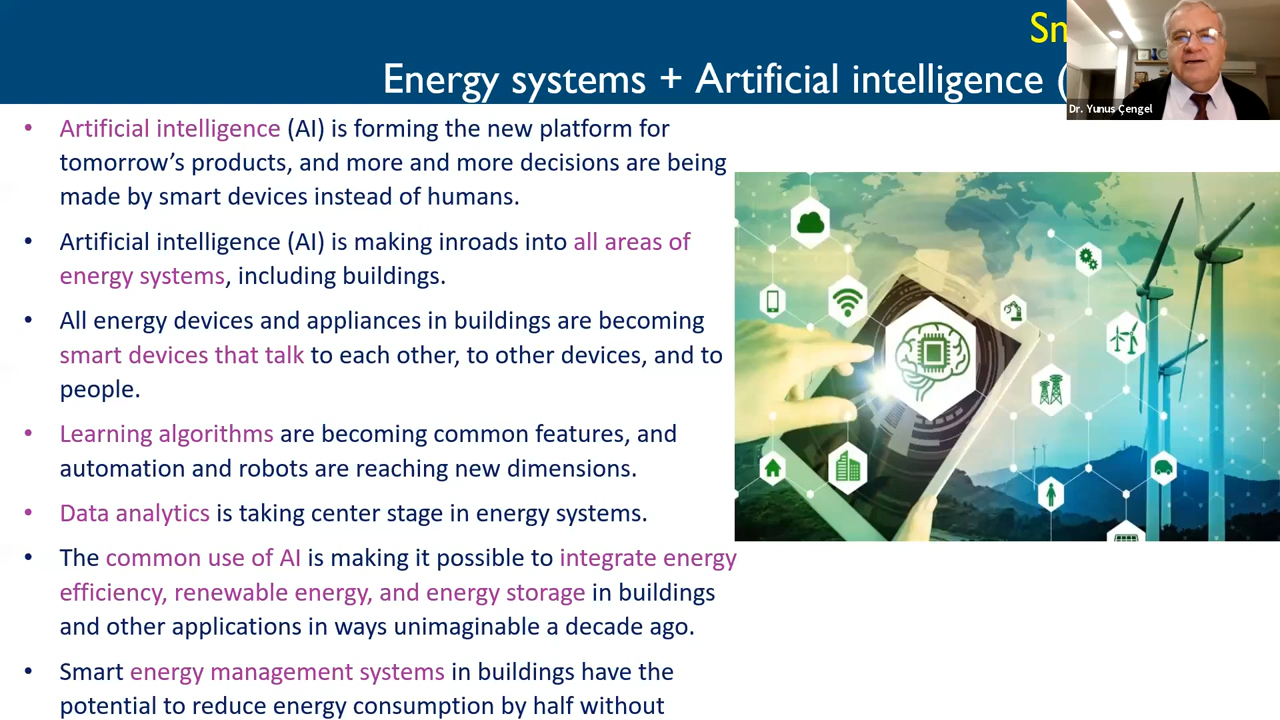 Sm
Energy systems + Artificial intelligence (
Dr. Yunus Çengel
• Artificial intelligence (AI) is forming the new platform for
tomorrow’s products, and more and more decisions are being
made by smart devices instead of humans.
• Artificial intelligence (AI) is making inroads into all areas of
energy systems, including buildings.
• All energy devices and appliances in buildings are becoming
smart devices that talk to each other, to other devices, and to
people.
• Learning algorithms are becoming common features, and
automation and robots are reaching new dimensions.
• Data analytics is taking center stage in energy systems.
• The common use of AI is making it possible to integrate energy
efficiency, renewable energy, and energy storage in buildings
and other applications in ways unimaginable a decade ago.
• Smart energy management systems in buildings have the
potential to reduce energy consumption by half without